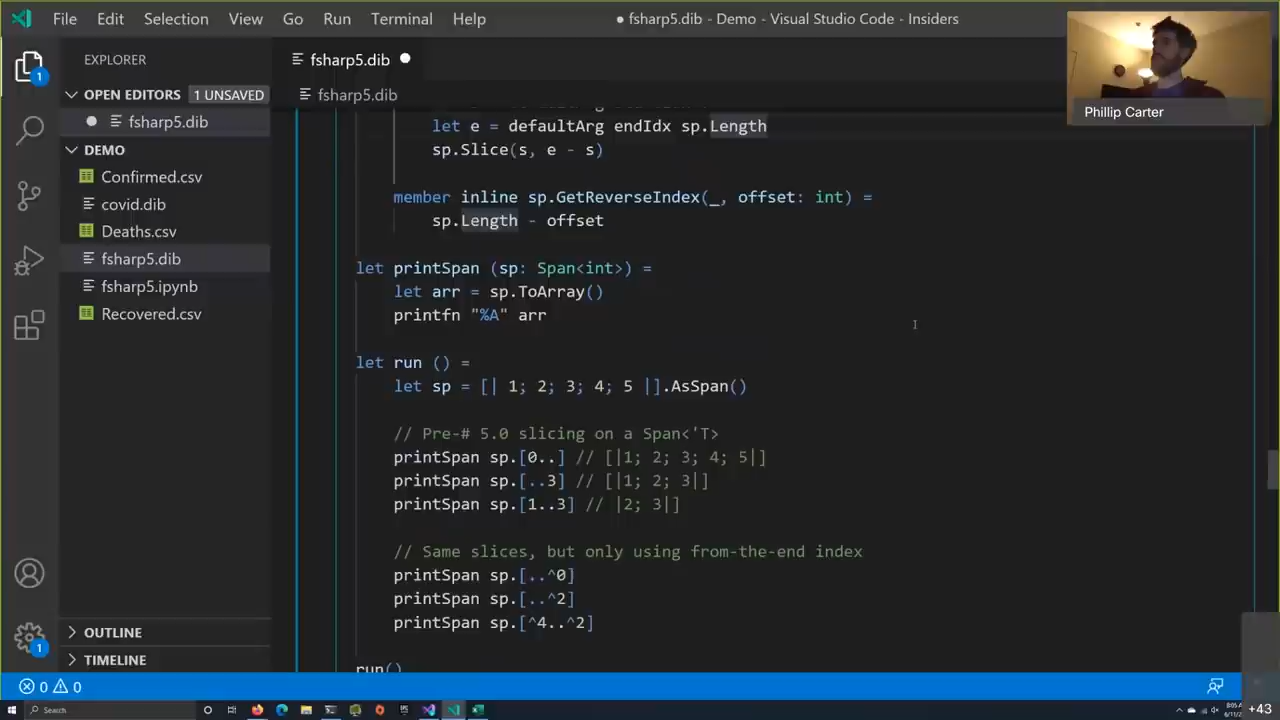 File Edit Selection View Go Run Terminal Help
● fsharp5.dib - Demo - Visual Studio Code - Insiders
Phillip Carter
EXPLORER
OPEN EDITORS 1 UNSAVED
fsharp5.dib
DEMO
Confirmed.csv
covid.dib
Deaths.csv
fsharp5.dib
fsharp5.ipynb
Recovered.csv
OUTLINE
TIMELINE
1
1
fsharp5.dib
fsharp5.dib
let e = defaultArg endIdx sp.Length
sp.Slice(s, e - s)
member inline sp.GetReverseIndex(_, offset: int) =
sp.Length - offset
let printSpan (sp: Span<int>) =
let arr = sp.ToArray()
printfn "%A" arr
let run () =
let sp = [| 1; 2; 3; 4; 5 |].AsSpan()
// Pre-# 5.0 slicing on a Span<'T>
printSpan sp.[0..] // [|1; 2; 3; 4; 5|]
printSpan sp.[..3] // [|1; 2; 3|]
printSpan sp.[1..3] // |2; 3|]
// Same slices, but only using from-the-end index
printSpan sp.[..^0]
printSpan sp.[..^2]
printSpan sp.[^4..^2]
run()
0 0
Search
+43